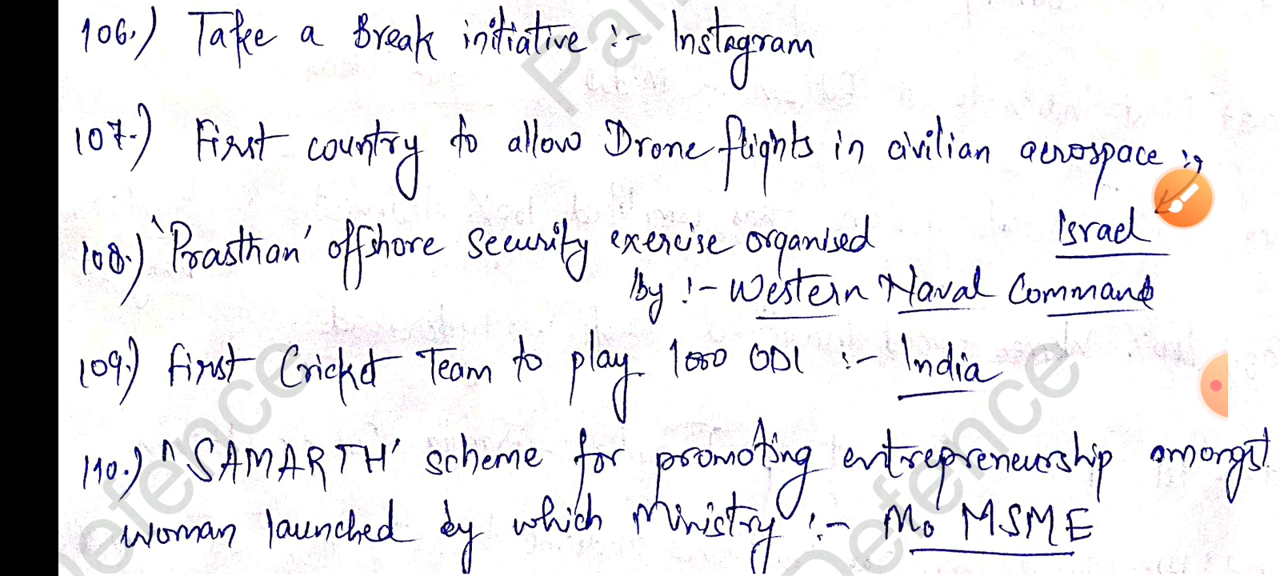 106.) Take a Break initiative :- Instagram
107.) First country to allow Drone flights in civilian aerospace :-
Israel
108.) 'Prasthan' offshore security exercise organised
by :- Western Naval Command
109.) First Cricket Team to play 1000 ODI :- India
110.) 'SAMARTH' scheme for promoting entrepreneurship amongst
woman launched by which Ministry :- Mo MSME
Defence
Defence